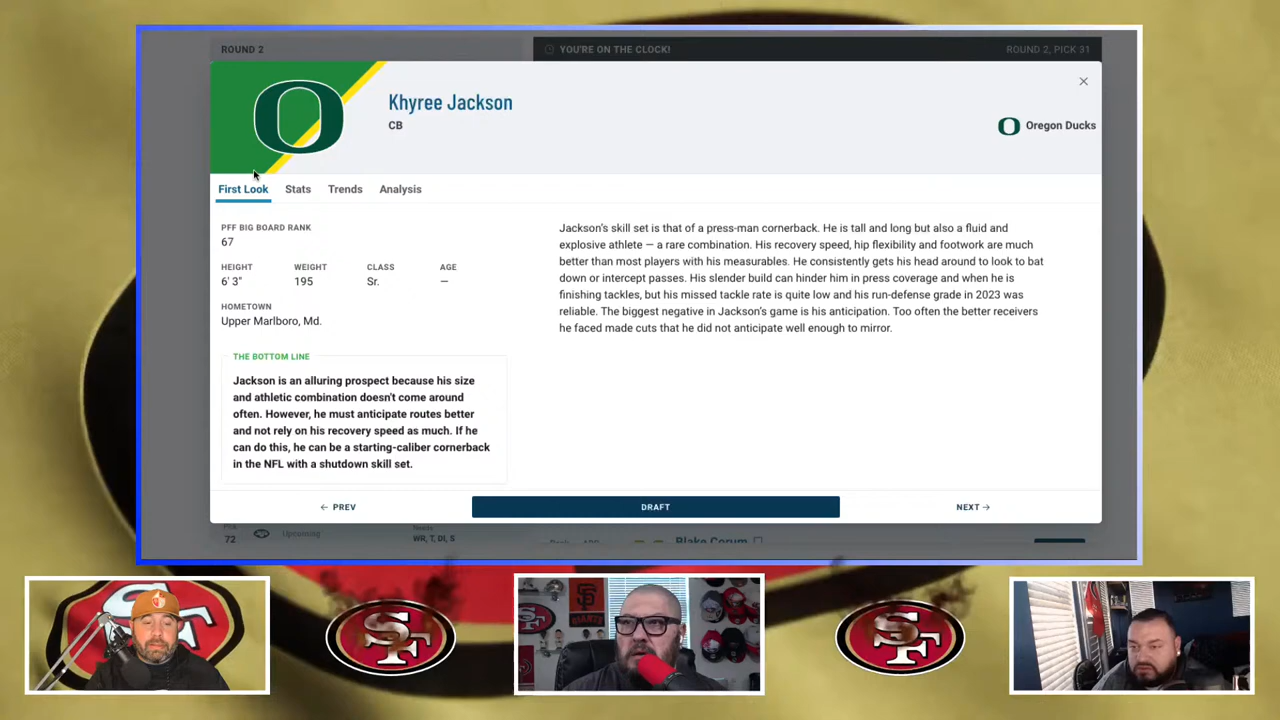 ROUND 2
YOU'RE ON THE CLOCK!
ROUND 2, PICK 31
Khyree Jackson
CB
Oregon Ducks
First Look
Stats
Trends
Analysis
PFF BIG BOARD RANK
67
HEIGHT WEIGHT CLASS AGE
6' 3" 195 Sr. —
HOMETOWN
Upper Marlboro, Md.
THE BOTTOM LINE
Jackson is an alluring prospect because his size
and athletic combination doesn't come around
often. However, he must anticipate routes better
and not rely on his recovery speed as much. If he
can do this, he can be a starting-caliber cornerback
in the NFL with a shutdown skill set.
Jackson's skill set is that of a press-man cornerback. He is tall and long but also a fluid and
explosive athlete — a rare combination. His recovery speed, hip flexibility and footwork are much
better than most players with his measurables. He consistently gets his head around to look to bat
down or intercept passes. His slender build can hinder him in press coverage and when he is
finishing tackles, but his missed tackle rate is quite low and his run-defense grade in 2023 was
reliable. The biggest negative in Jackson's game is his anticipation. Too often the better receivers
he faced made cuts that he did not anticipate well enough to mirror.
← PREV
DRAFT
NEXT →
72
Upcoming
WR, T, DI, S
Blake Corum
SF
SF
SF
GIANTS